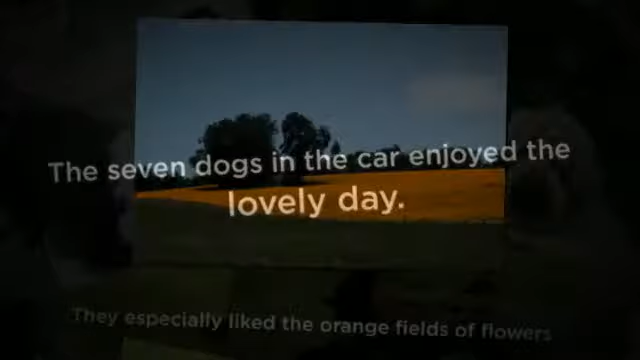 The seven dogs in the car enjoyed the
lovely day.
They especially liked the orange fields of flowers